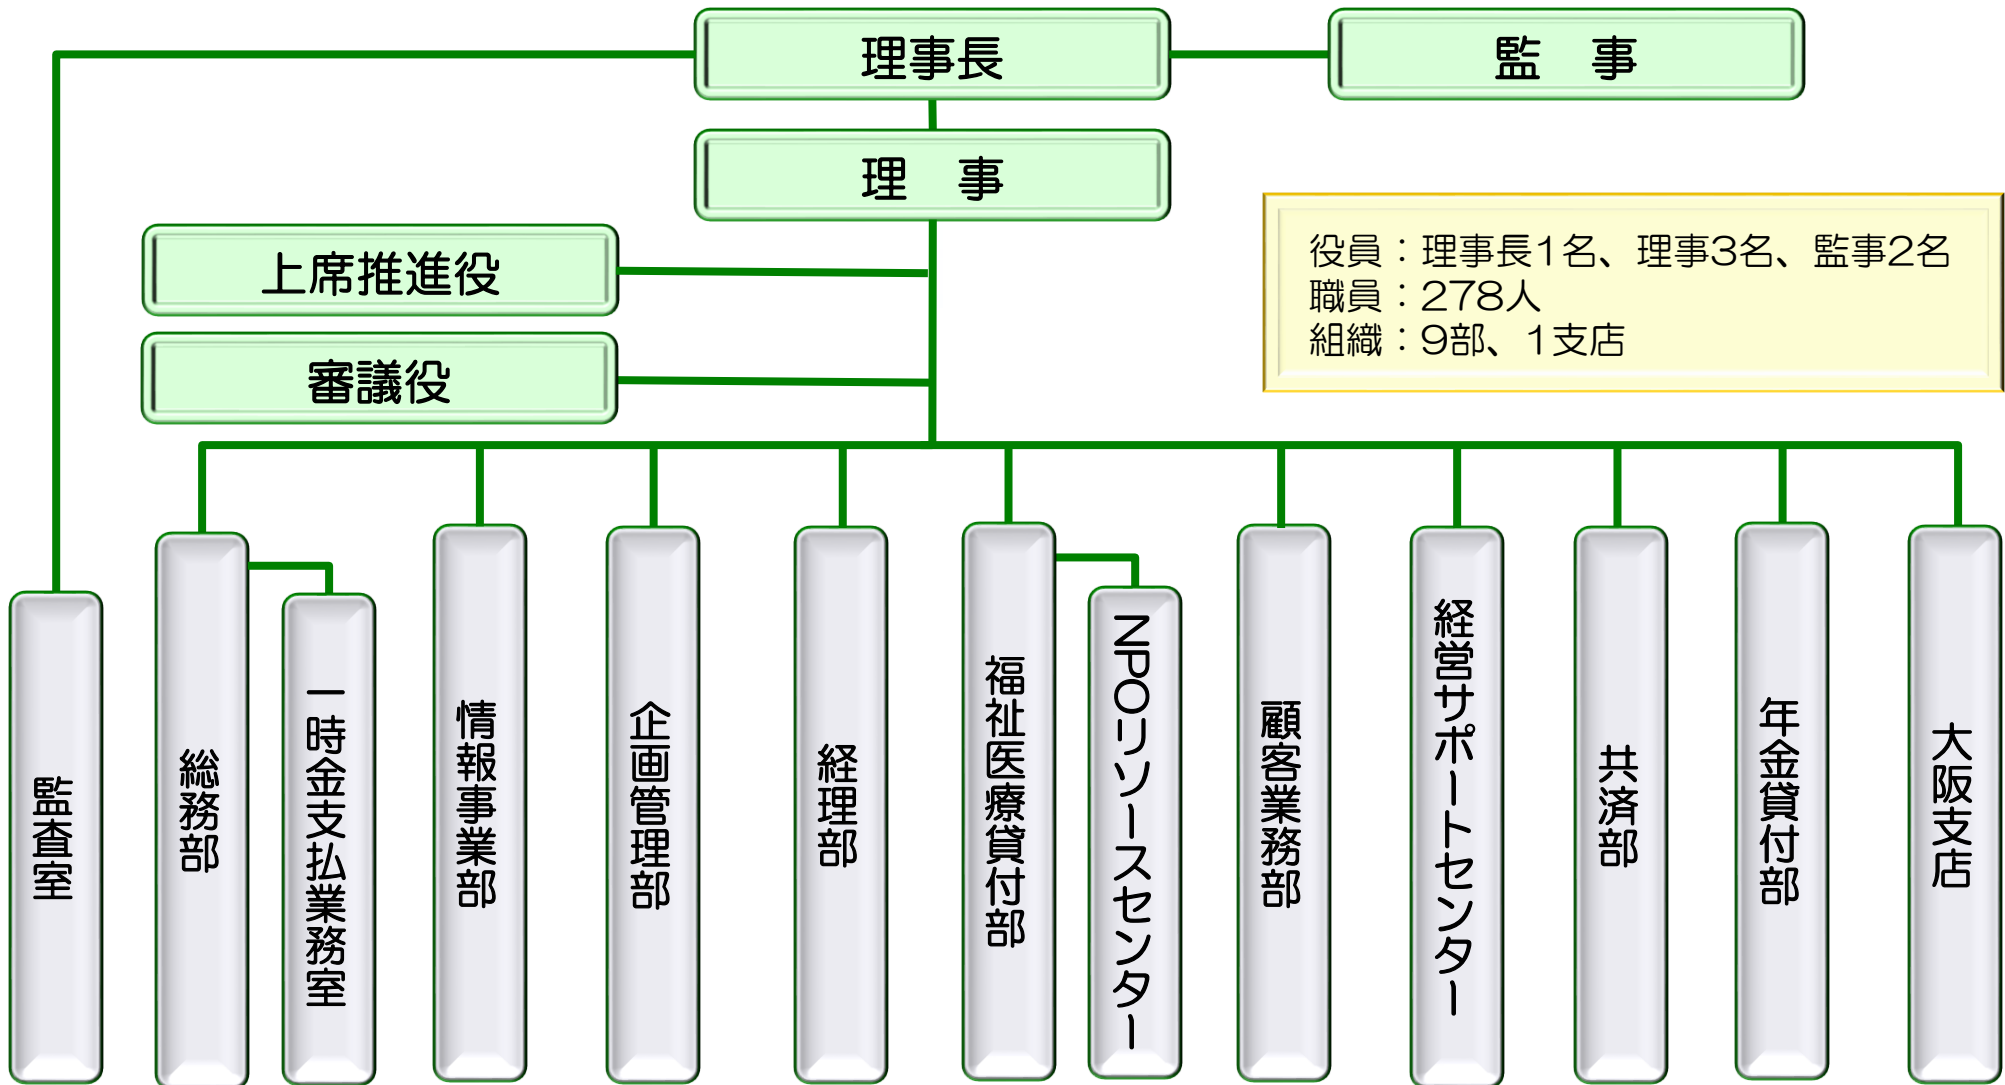 理事長
監　事
理　事
上席推進役
審議役
役員：理事長1名、理事3名、監事2名
職員：278人
組織：9部、1支店
監査室
総務部
一時金支払業務室
情報事業部
企画管理部
経理部
福祉医療貸付部
NPOリソースセンター
顧客業務部
経営サポートセンター
共済部
年金貸付部
大阪支店